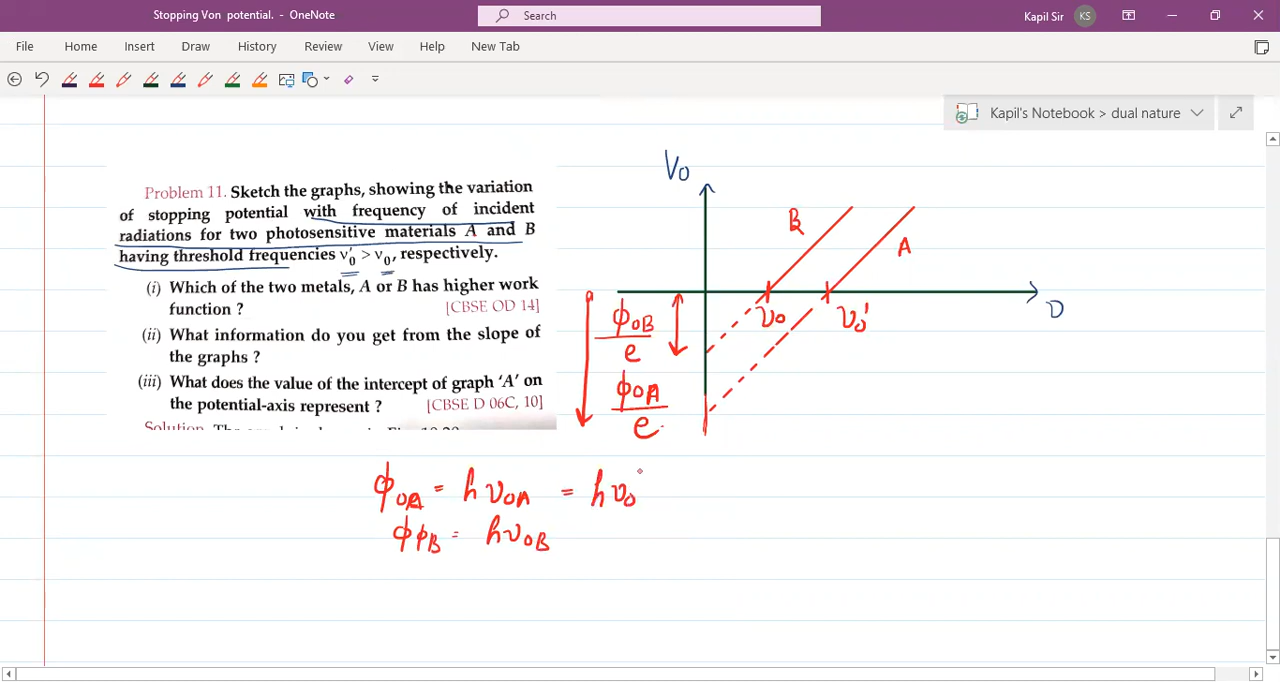 Stopping Von potential. - OneNote
Search
Kapil Sir KS
File Home Insert Draw History Review View Help New Tab
Kapil's Notebook > dual nature
Problem 11. Sketch the graphs, showing the variation
of stopping potential with frequency of incident
radiations for two photosensitive materials A and B
having threshold frequencies ν₀′ > ν₀, respectively.
(i) Which of the two metals, A or B has higher work
function ? [CBSE OD 14]
(ii) What information do you get from the slope of
the graphs ?
(iii) What does the value of the intercept of graph 'A' on
the potential-axis represent ? [CBSE D 06C, 10]
V₀
B
A
ν₀ ν₀'
υ
ϕ₀B
e
ϕ₀A
e
ϕ₀A = hν₀A = hν₀
ϕϕB = hν₀B